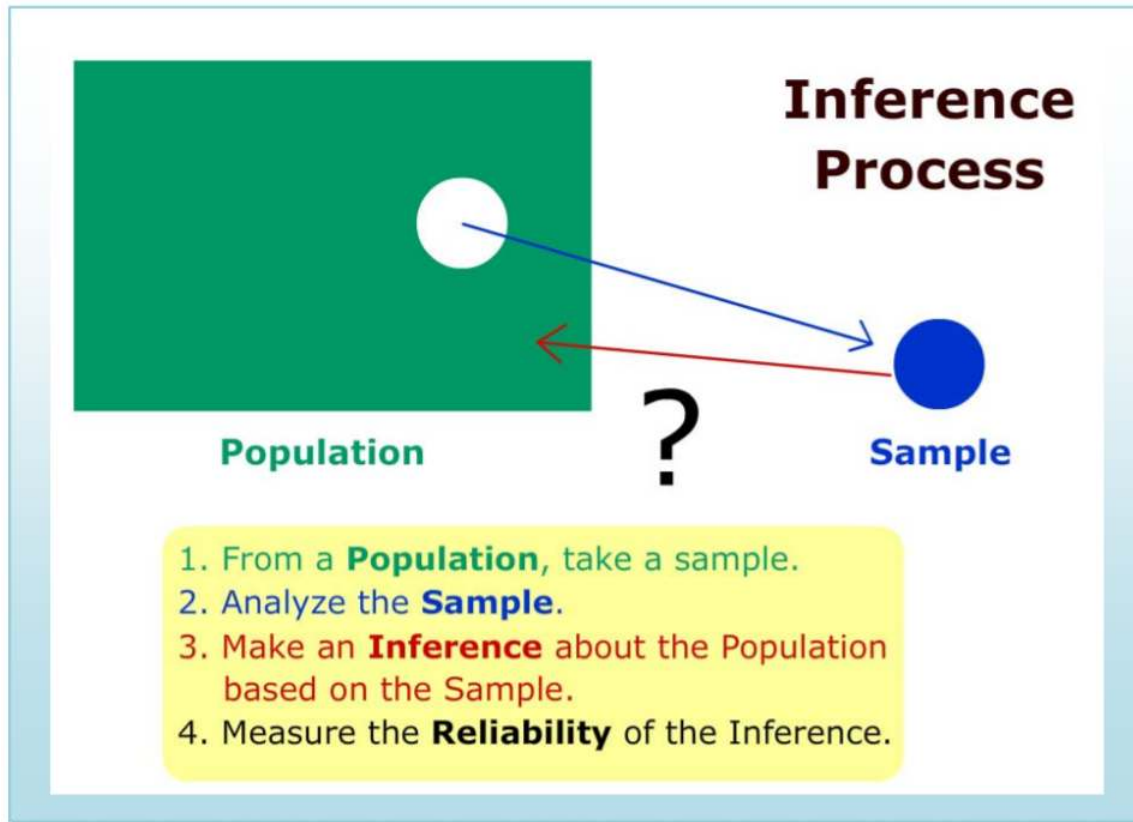 Inference
Process
?
Population
Sample
1. From a Population, take a sample.
2. Analyze the Sample.
3. Make an Inference about the Population
based on the Sample.
4. Measure the Reliability of the Inference.